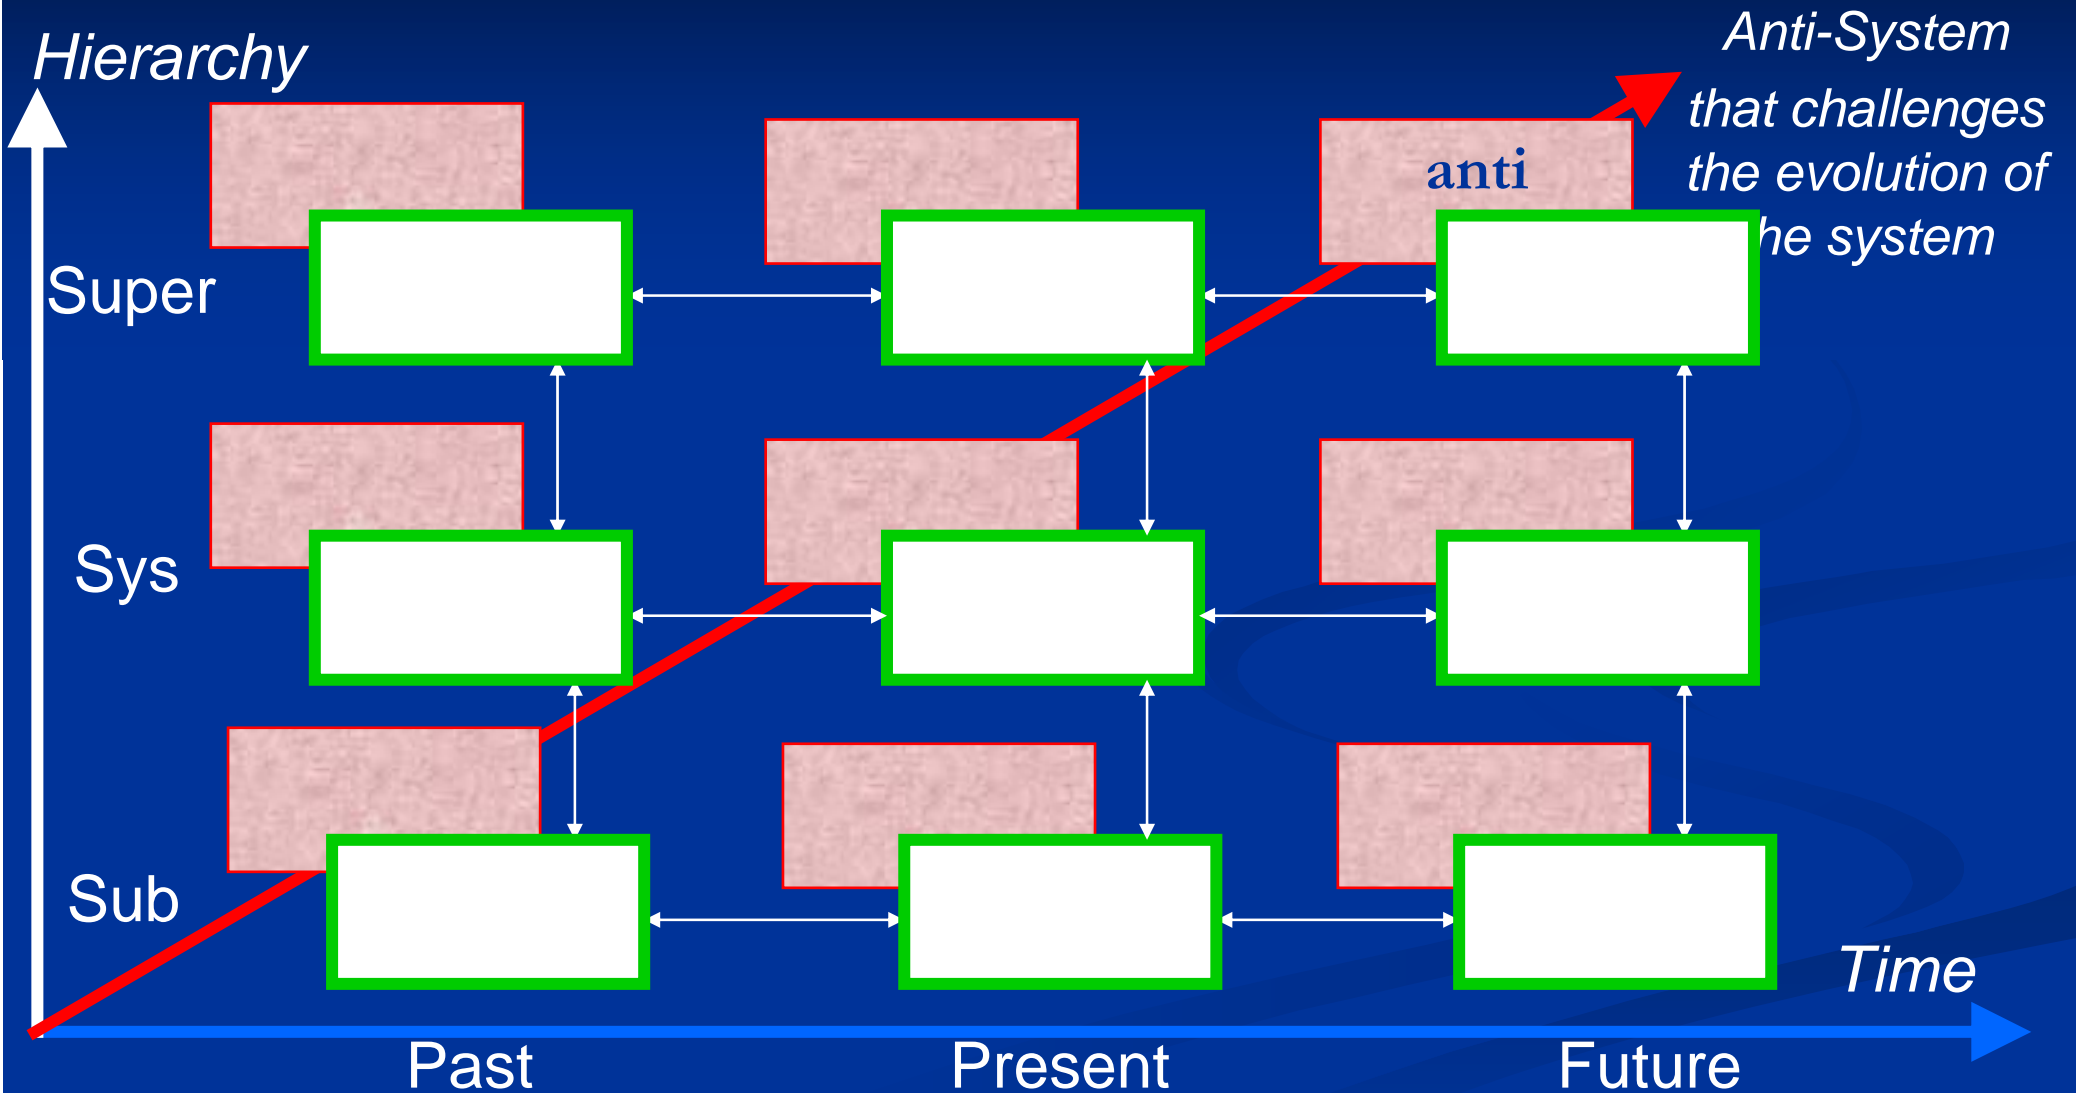 Hierarchy
Anti-System
that challenges
the evolution of
he system
anti
Super
Sys
Sub
Time
Past
Present
Future